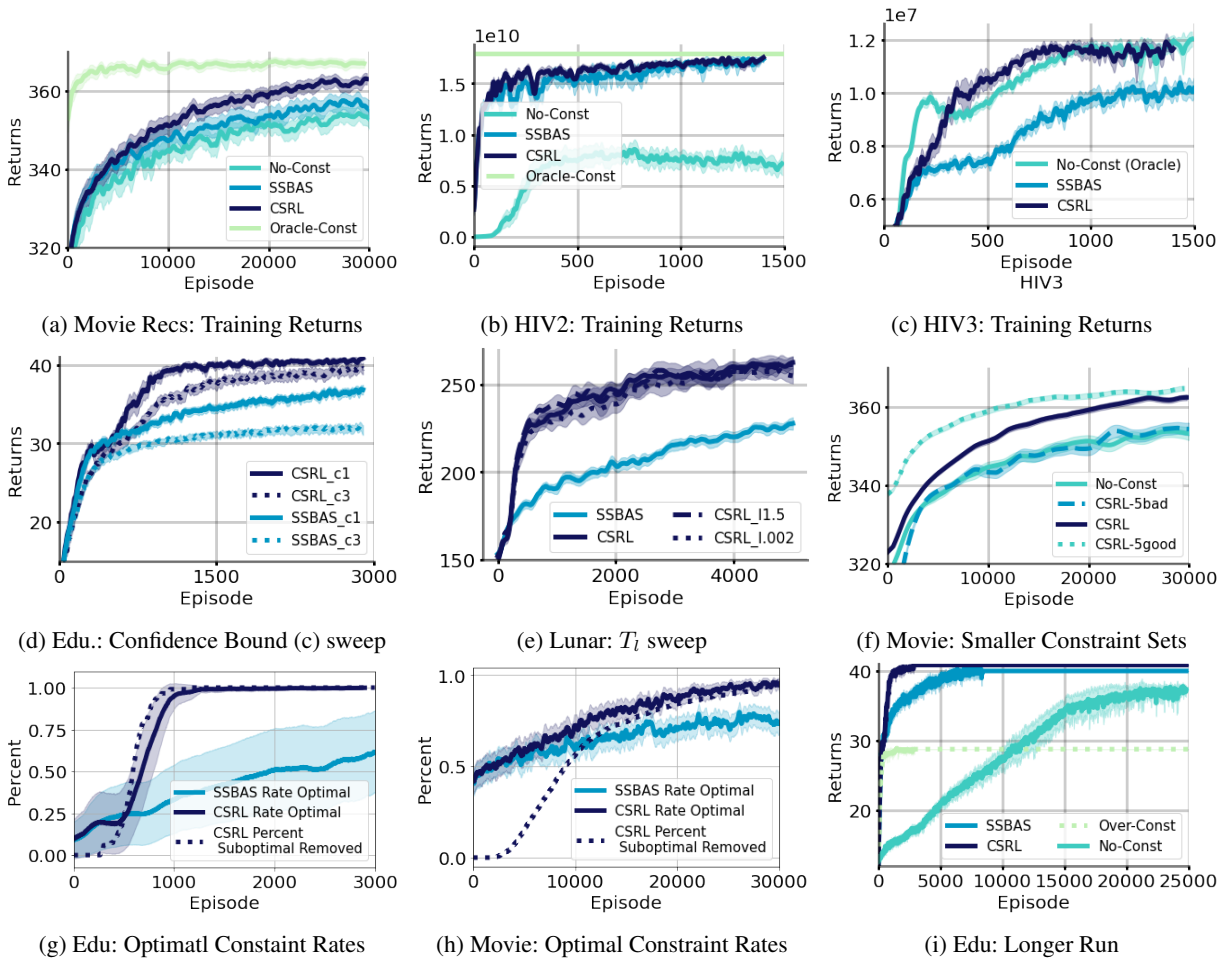 1e10
1e7
Returns
360
340
320
No-Const
SSBAS
CSRL
Oracle-Const
0
10000
20000
30000
Episode
(a) Movie Recs: Training Returns
Returns
1.5
1.0
0.5
0.0
No-Const
SSBAS
CSRL
Oracle-Const
0
500
1000
1500
Episode
(b) HIV2: Training Returns
Returns
1.2
1.0
0.8
0.6
No-Const (Oracle)
SSBAS
CSRL
0
500
1000
1500
Episode
HIV3
(c) HIV3: Training Returns
Returns
40
30
20
CSRL_c1
CSRL_c3
SSBAS_c1
SSBAS_c3
0
1500
3000
Episode
(d) Edu.: Confidence Bound (c) sweep
Returns
250
200
150
SSBAS
CSRL
CSRL_l1.5
CSRL_l.002
0
2000
4000
Episode
(e) Lunar: T_l sweep
Returns
360
340
320
No-Const
CSRL-5bad
CSRL
CSRL-5good
0
10000
20000
30000
Episode
(f) Movie: Smaller Constraint Sets
Percent
1.00
0.75
0.50
0.25
0.00
SSBAS Rate Optimal
CSRL Rate Optimal
CSRL Percent
Suboptimal Removed
0
1000
2000
3000
Episode
(g) Edu: Optimatl Constaint Rates
Percent
1.0
0.5
0.0
SSBAS Rate Optimal
CSRL Rate Optimal
CSRL Percent
Suboptimal Removed
0
10000
20000
30000
Episode
(h) Movie: Optimal Constraint Rates
Returns
40
30
20
SSBAS
CSRL
Over-Const
No-Const
0
5000
10000
15000
20000
25000
Episode
(i) Edu: Longer Run